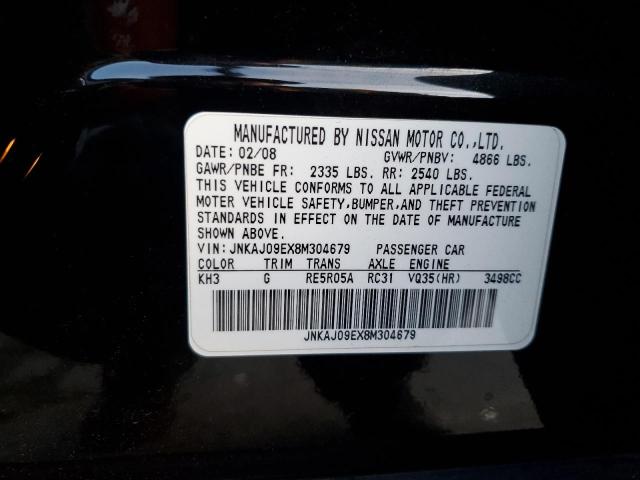 MANUFACTURED BY NISSAN MOTOR CO.,LTD.
DATE: 02/08 GVWR/PNBV: 4866 LBS.
GAWR/PNBE FR: 2335 LBS. RR: 2540 LBS.
THIS VEHICLE CONFORMS TO ALL APPLICABLE FEDERAL
MOTOR VEHICLE SAFETY,BUMPER,AND THEFT PREVENTION
STANDARDS IN EFFECT ON THE DATE OF MANUFACTURE
SHOWN ABOVE.
VIN: JNKAJ09EX8M304679 PASSENGER CAR
COLOR TRIM TRANS AXLE ENGINE
KH3 G RE5R05A RC31 VQ35(HR) 3498CC
JNKAJ09EX8M304679